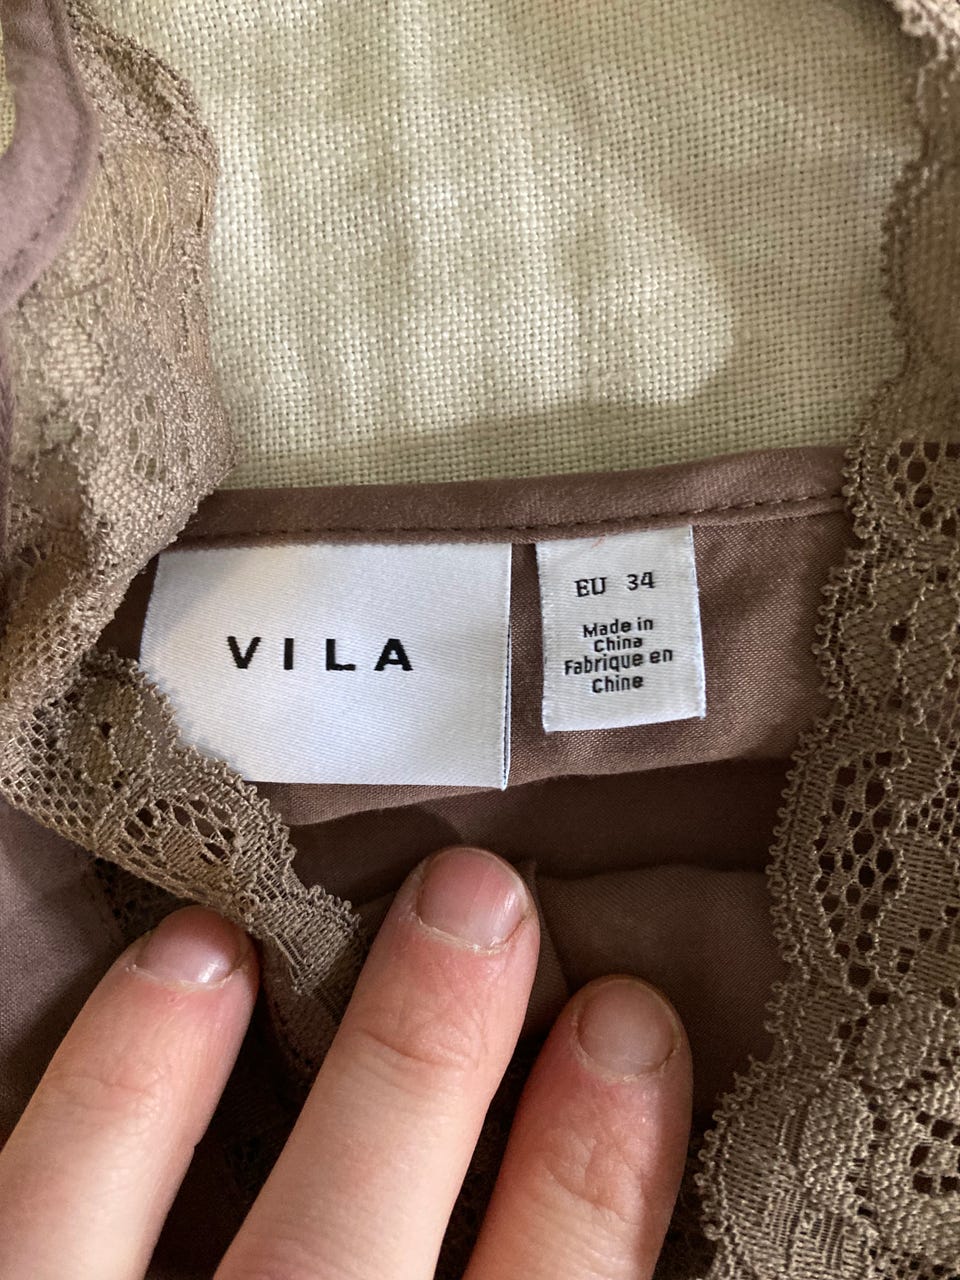 VILA
EU 34
Made in
China
Fabrique en
Chine